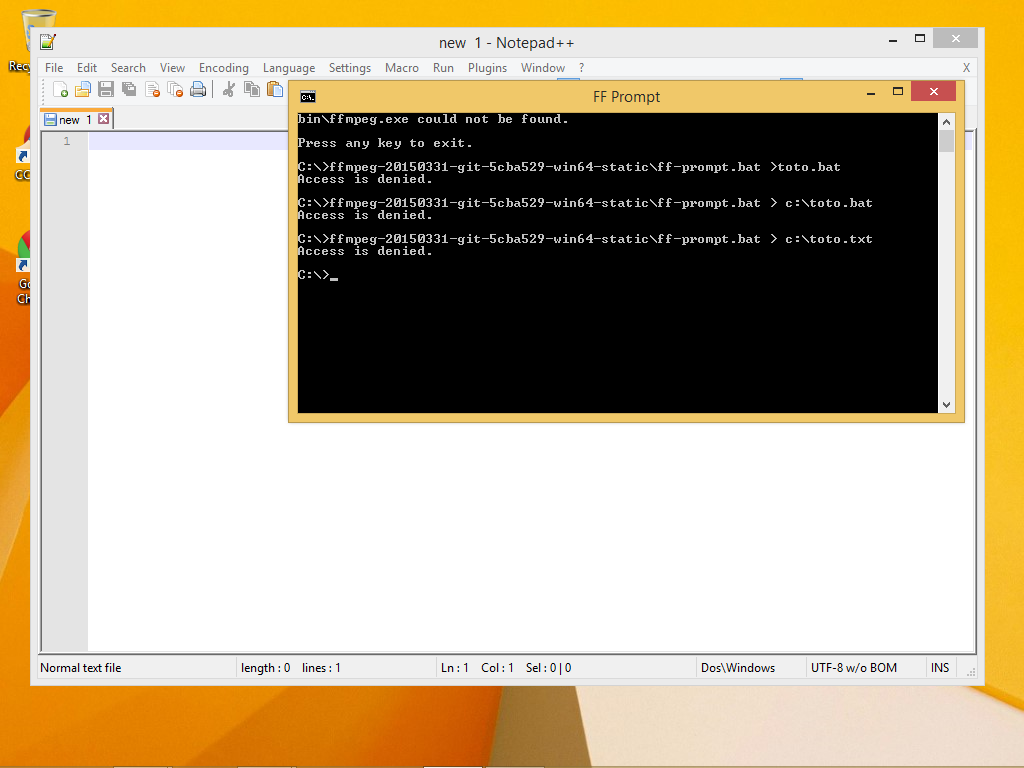 Rec
new 1 - Notepad++
File Edit Search View Encoding Language Settings Macro Run Plugins Window ? X
new 1
1
FF Prompt
C:\.
bin\ffmpeg.exe could not be found.
Press any key to exit.
C:\>ffmpeg-20150331-git-5cba529-win64-static\ff-prompt.bat >toto.bat
Access is denied.
C:\>ffmpeg-20150331-git-5cba529-win64-static\ff-prompt.bat > c:\toto.bat
Access is denied.
C:\>ffmpeg-20150331-git-5cba529-win64-static\ff-prompt.bat > c:\toto.txt
Access is denied.
C:\>_
CC
Go
Ch
Normal text file length : 0 lines : 1 Ln : 1 Col : 1 Sel : 0 | 0 Dos\Windows UTF-8 w/o BOM INS